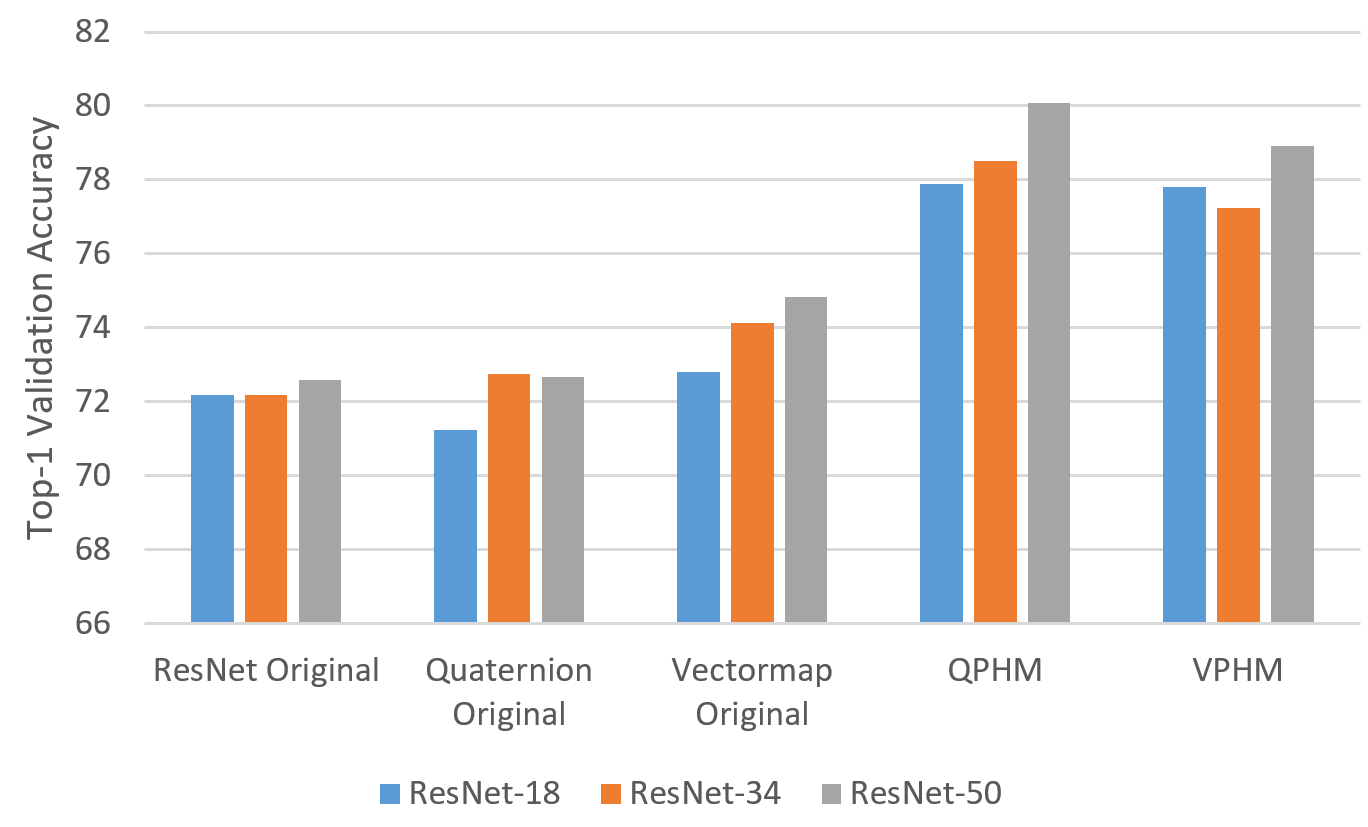 Top-1 Validation Accuracy
82
80
78
76
74
72
70
68
66
ResNet Original
Quaternion
Original
Vectormap
Original
QPHM
VPHM
ResNet-18
ResNet-34
ResNet-50